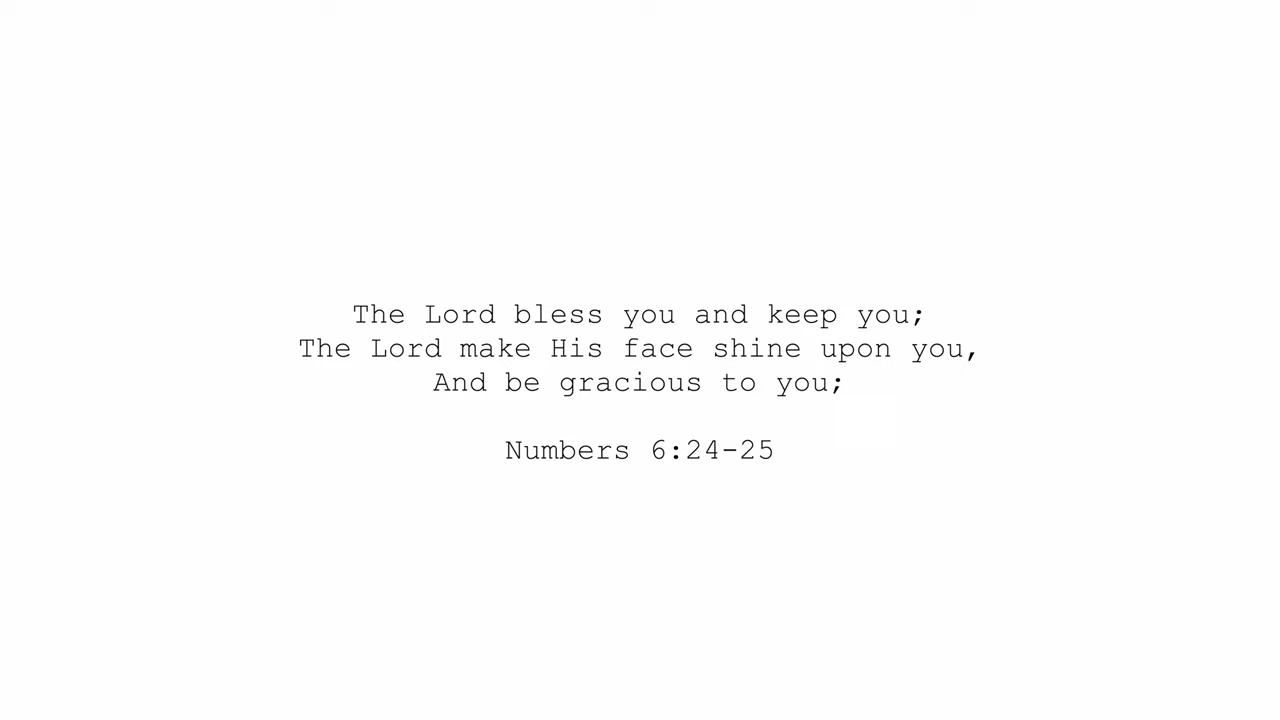 The Lord bless you and keep you;
The Lord make His face shine upon you,
And be gracious to you;
Numbers 6:24-25